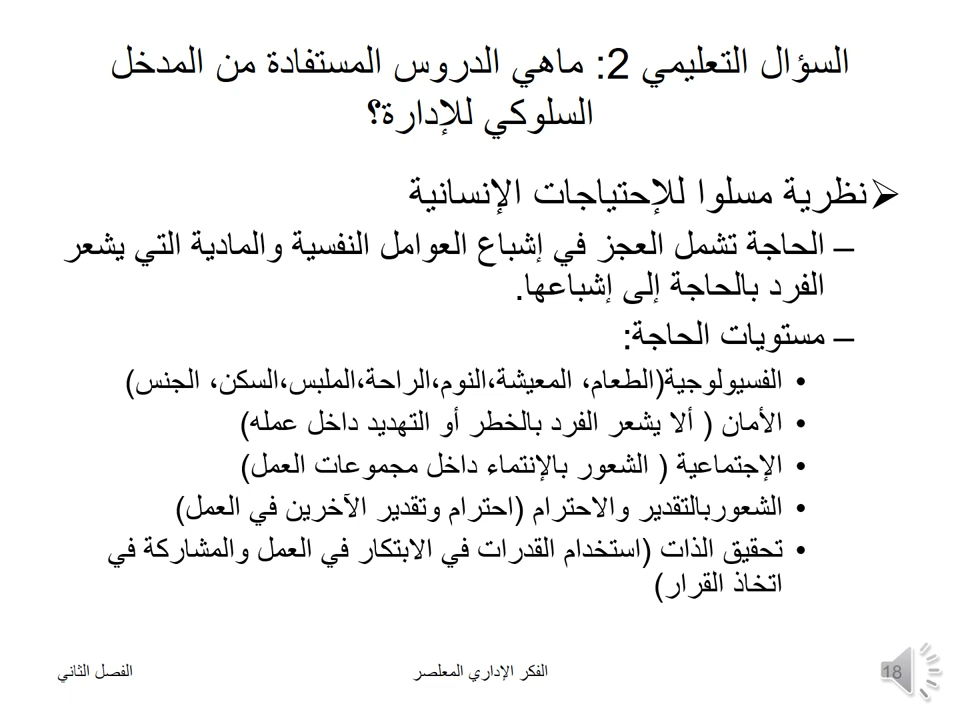 السؤال التعليمي 2: ماهي الدروس المستفادة من المدخل
السلوكي للإدارة؟
نظرية مسلوا للإحتياجات الإنسانية
– الحاجة تشمل العجز في إشباع العوامل النفسية والمادية التي يشعر
الفرد بالحاجة إلى إشباعها.
– مستويات الحاجة:
• الفسيولوجية(الطعام، المعيشة،النوم،الراحة،الملبس،السكن، الجنس)
• الأمان ( ألا يشعر الفرد بالخطر أو التهديد داخل عمله)
• الإجتماعية ( الشعور بالإنتماء داخل مجموعات العمل)
• الشعوربالتقدير والاحترام (احترام وتقدير الآخرين في العمل)
• تحقيق الذات (استخدام القدرات في الابتكار في العمل والمشاركة في
اتخاذ القرار)
18
الفكر الإداري المعلصر
الفصل الثاني